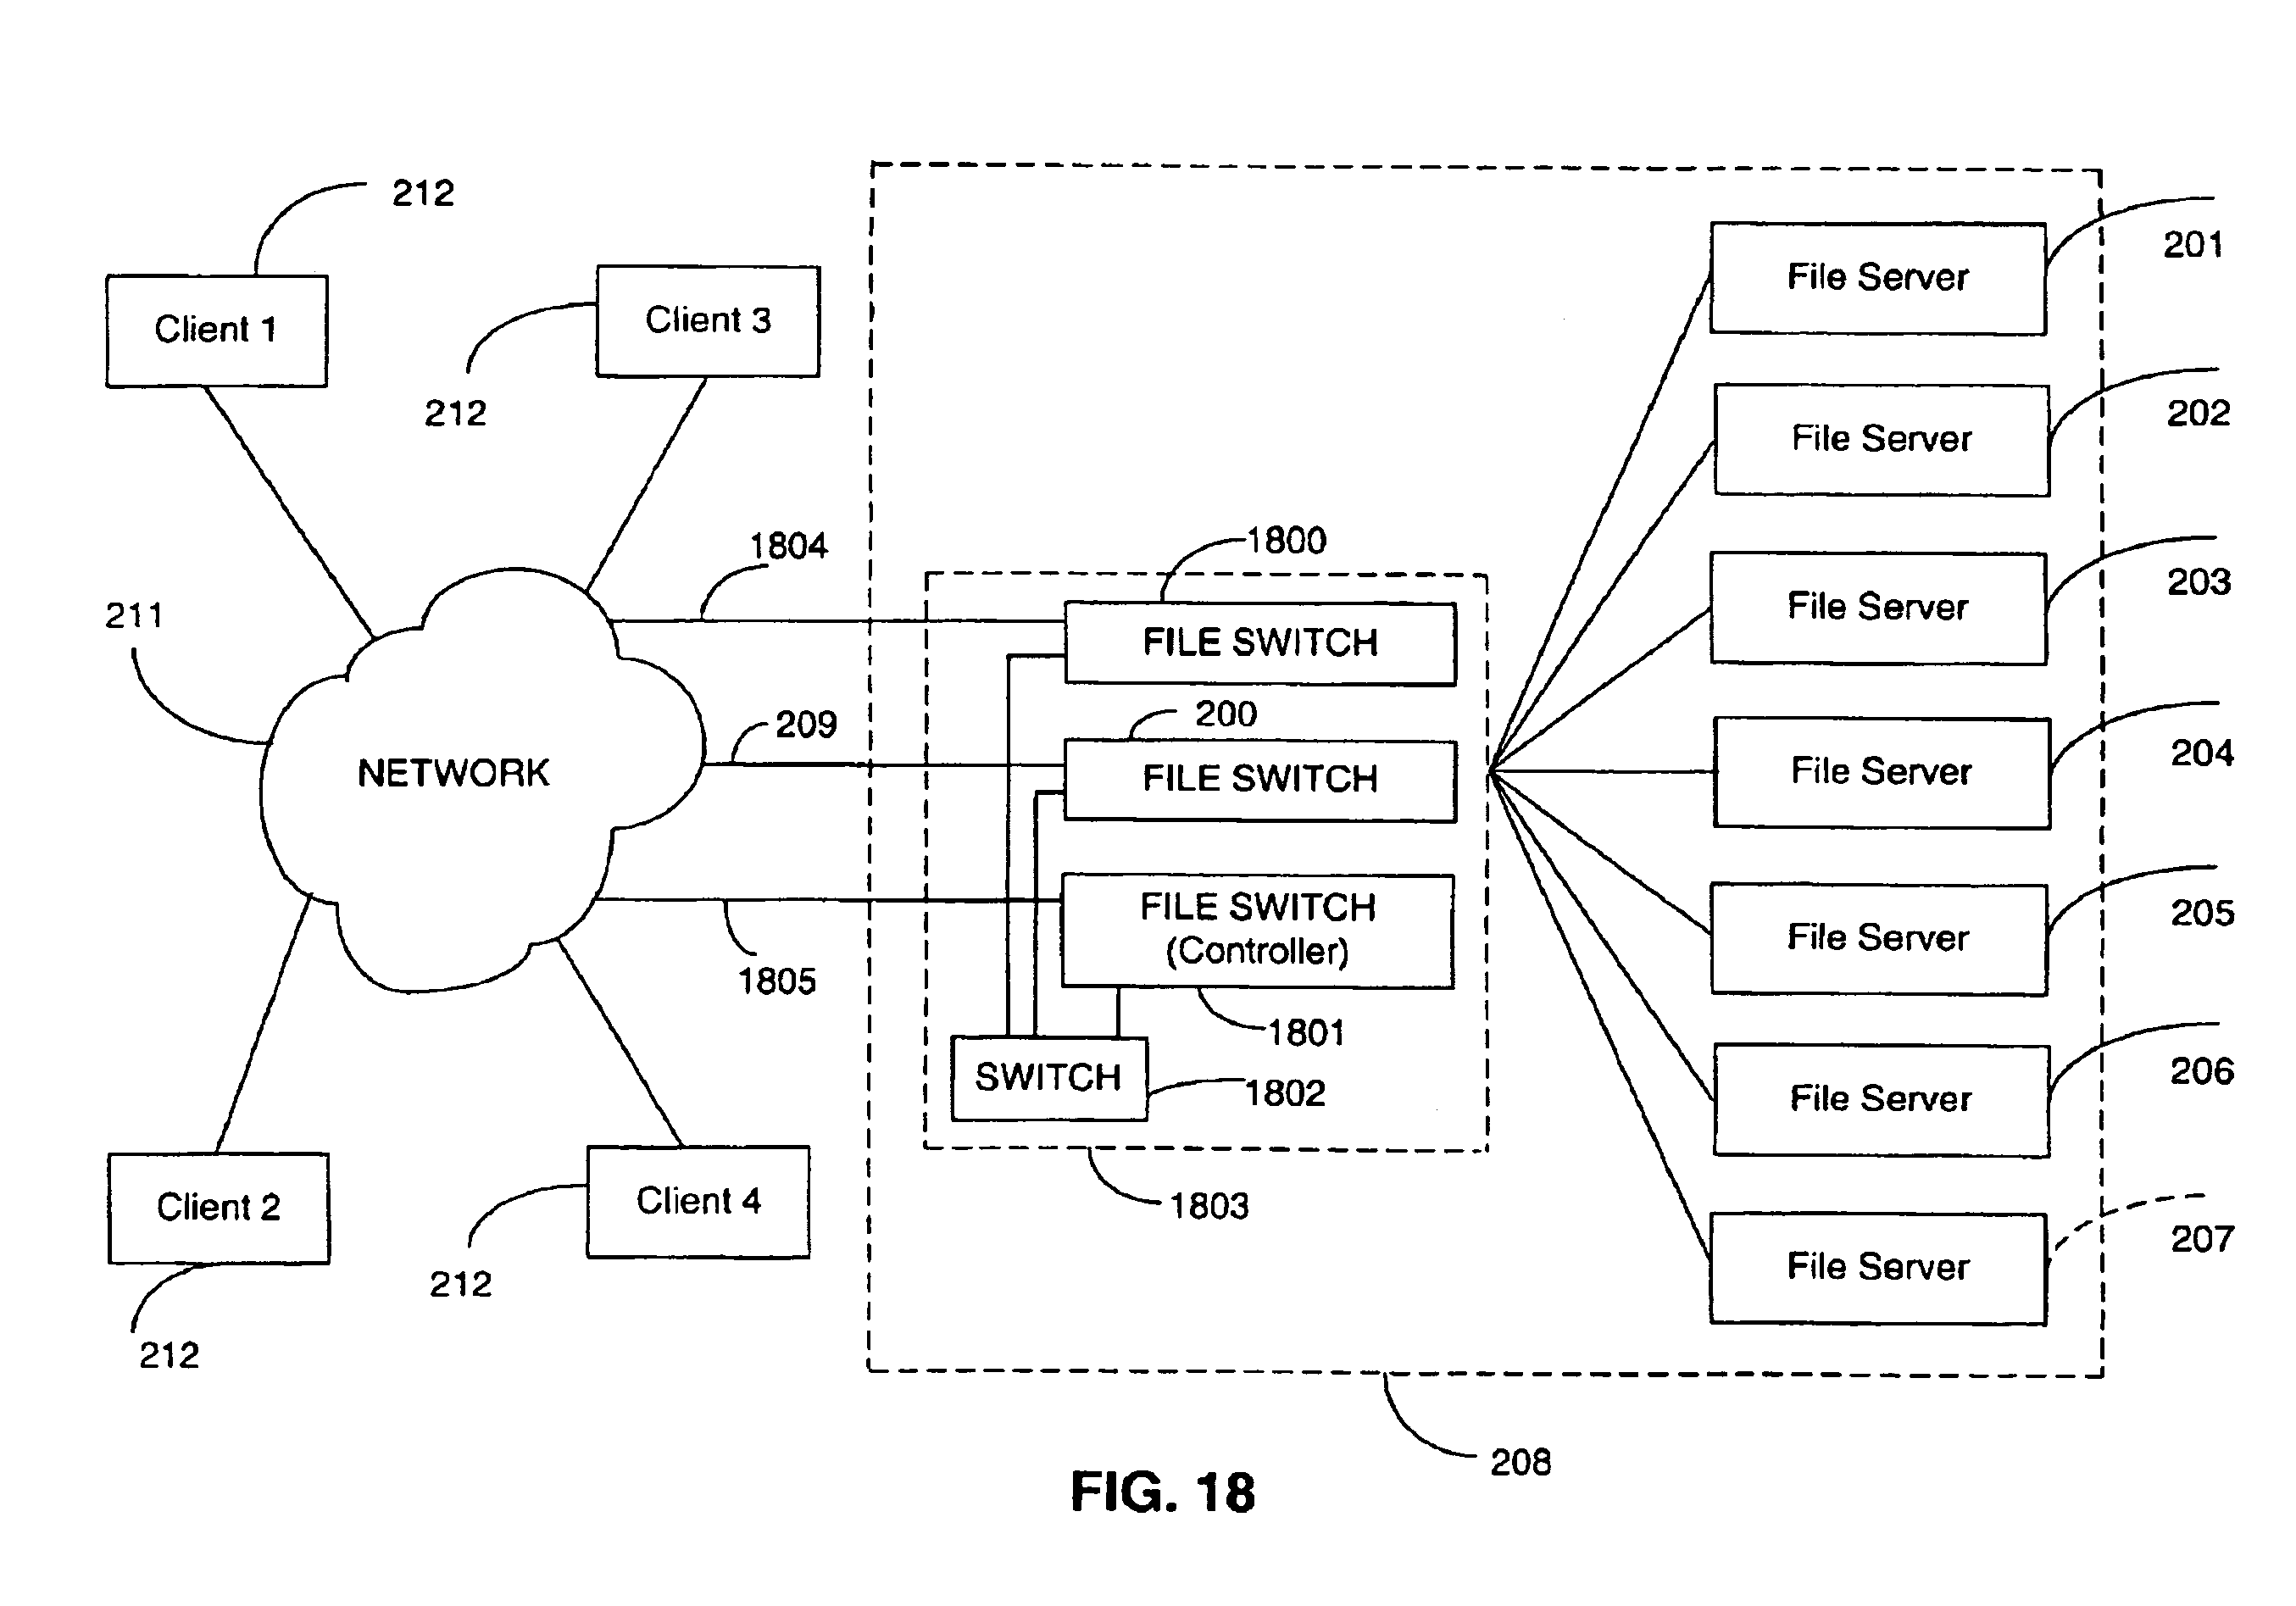 212
Client 1
Client 3
212
211
NETWORK
1804
209
1805
Client 2
212
Client 4
212
1800
FILE SWITCH
200
FILE SWITCH
FILE SWITCH
(Controller)
1801
SWITCH
1802
1803
File Server
201
File Server
202
File Server
203
File Server
204
File Server
205
File Server
206
File Server
207
208
FIG. 18